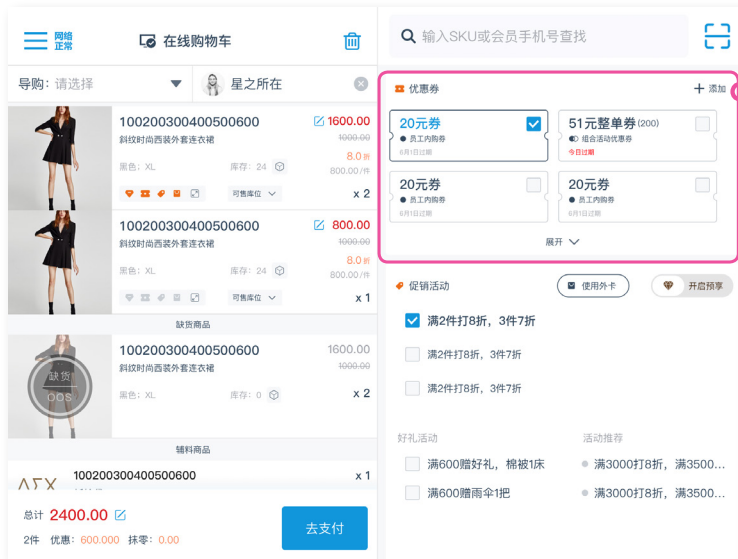 网络
正常
在线购物车
导购：请选择
星之所在
100200300400500600
1600.00
斜纹时尚西装外套连衣裙
1000.00
8.0折
黑色；XL
库存：24
800.00/件
可售库位
x 2
100200300400500600
800.00
斜纹时尚西装外套连衣裙
1000.00
8.0折
黑色；XL
库存：24
800.00/件
可售库位
x 1
缺货商品
100200300400500600
1600.00
斜纹时尚西装外套连衣裙
1000.00
缺货
OOS
黑色；XL
库存：0
x 2
辅料商品
100200300400500600
x 1
总计 2400.00
2件 优惠：600.000 抹零：0.00
去支付
输入SKU或会员手机号查找
优惠券
添加
20元券
员工内购券
6月1日过期
51元整单券(200)
组合活动优惠券
今日过期
20元券
员工内购券
6月1日过期
20元券
员工内购券
6月1日过期
展开
促销活动
使用外卡
开启预享
满2件打8折，3件7折
满2件打8折，3件7折
满2件打8折，3件7折
好礼活动
满600赠好礼，棉被1床
满600赠雨伞1把
活动推荐
满3000打8折，满3500...
满3000打8折，满3500...